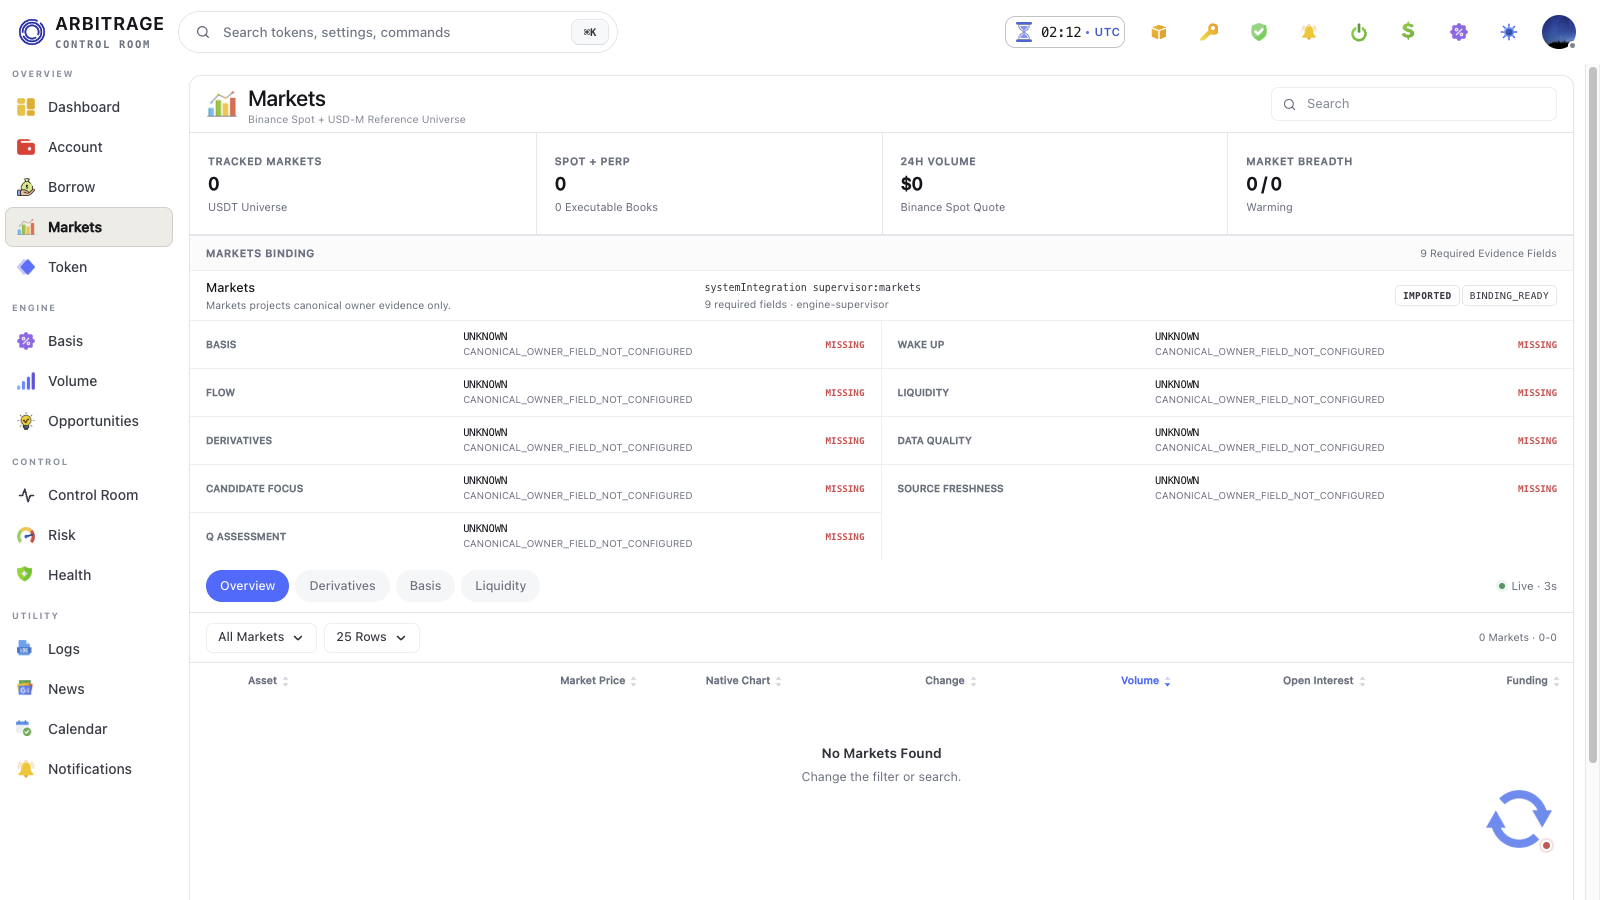 ARBITRAGE
CONTROL ROOM
Search tokens, settings, commands
⌘K
02:12 • UTC
OVERVIEW
Dashboard
Account
Borrow
Markets
Token
ENGINE
Basis
Volume
Opportunities
CONTROL
Control Room
Risk
Health
UTILITY
Logs
News
Calendar
Notifications
Markets
Binance Spot + USD-M Reference Universe
Search
TRACKED MARKETS
0
USDT Universe
SPOT + PERP
0
0 Executable Books
24H VOLUME
$0
Binance Spot Quote
MARKET BREADTH
0 / 0
Warming
MARKETS BINDING
9 Required Evidence Fields
Markets
Markets projects canonical owner evidence only.
systemIntegration supervisor:markets
9 required fields · engine-supervisor
IMPORTED
BINDING_READY
BASIS
UNKNOWN
CANONICAL_OWNER_FIELD_NOT_CONFIGURED
MISSING
WAKE UP
UNKNOWN
CANONICAL_OWNER_FIELD_NOT_CONFIGURED
MISSING
FLOW
UNKNOWN
CANONICAL_OWNER_FIELD_NOT_CONFIGURED
MISSING
LIQUIDITY
UNKNOWN
CANONICAL_OWNER_FIELD_NOT_CONFIGURED
MISSING
DERIVATIVES
UNKNOWN
CANONICAL_OWNER_FIELD_NOT_CONFIGURED
MISSING
DATA QUALITY
UNKNOWN
CANONICAL_OWNER_FIELD_NOT_CONFIGURED
MISSING
CANDIDATE FOCUS
UNKNOWN
CANONICAL_OWNER_FIELD_NOT_CONFIGURED
MISSING
SOURCE FRESHNESS
UNKNOWN
CANONICAL_OWNER_FIELD_NOT_CONFIGURED
MISSING
Q ASSESSMENT
UNKNOWN
CANONICAL_OWNER_FIELD_NOT_CONFIGURED
MISSING
Overview
Derivatives
Basis
Liquidity
Live · 3s
All Markets
25 Rows
0 Markets · 0-0
Asset
Market Price
Native Chart
Change
Volume
Open Interest
Funding
No Markets Found
Change the filter or search.